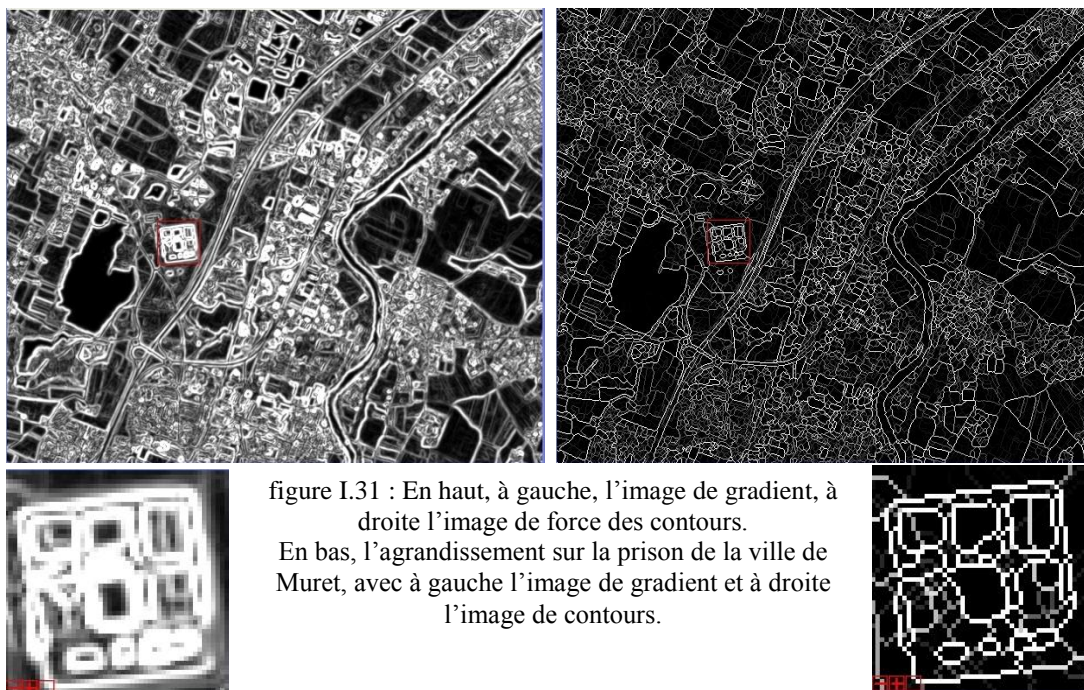 figure I.31 : En haut, à gauche, l’image de gradient, à
droite l’image de force des contours.
En bas, l’agrandissement sur la prison de la ville de
Muret, avec à gauche l’image de gradient et à droite
l’image de contours.